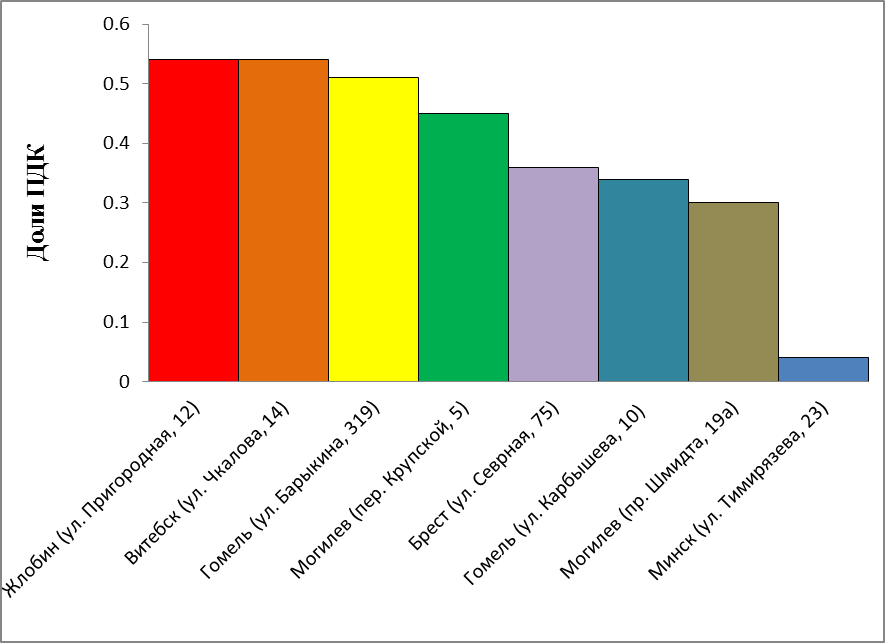 0.6
0.5
0.4
0.3
0.2
0.1
0
Доли ПДК
Жлобин (ул. Пригородная, 12)
Витебск (ул. Чкалова, 14)
Гомель (ул. Барыкина, 319)
Могилев (пер. Крупской, 5)
Брест (ул. Северная, 75)
Гомель (ул. Карбышева, 10)
Могилев (пр. Шмидта, 19а)
Минск (ул. Тимирязева, 23)